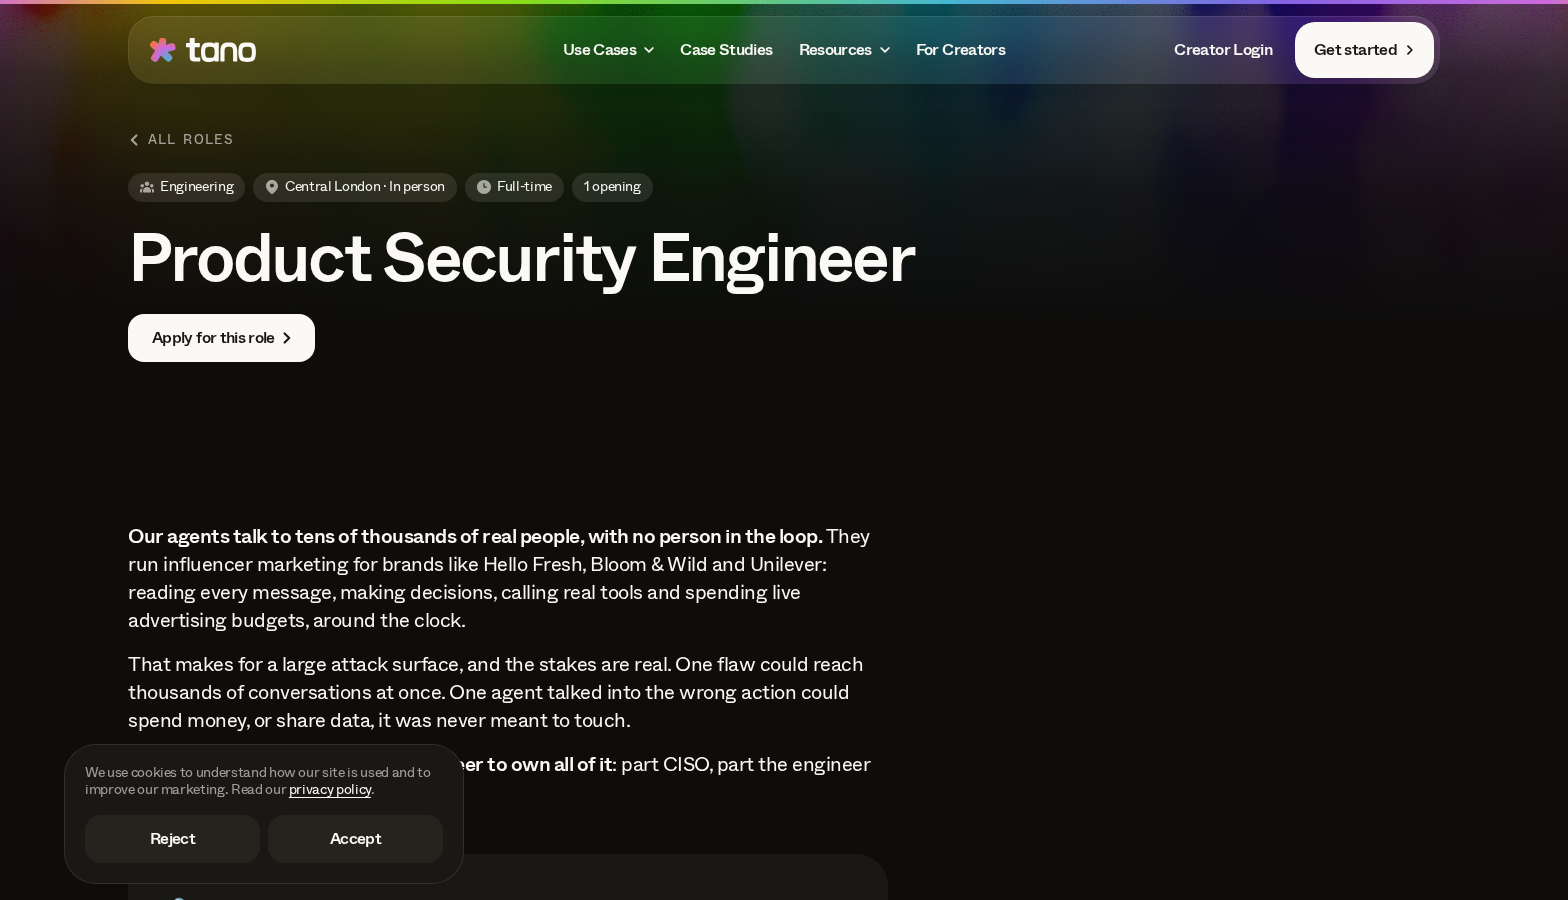 tano
Use Cases
Case Studies
Resources
For Creators
Creator Login
Get started
ALL ROLES
Engineering
Central London · In person
Full-time
1 opening
Product Security Engineer
Apply for this role
Our agents talk to tens of thousands of real people, with no person in the loop. They
run influencer marketing for brands like Hello Fresh, Bloom & Wild and Unilever:
reading every message, making decisions, calling real tools and spending live
advertising budgets, around the clock.
That makes for a large attack surface, and the stakes are real. One flaw could reach
thousands of conversations at once. One agent talked into the wrong action could
spend money, or share data, it was never meant to touch.
to own all of it: part CISO, part the engineer
We use cookies to understand how our site is used and to
improve our marketing. Read our privacy policy.
Reject
Accept